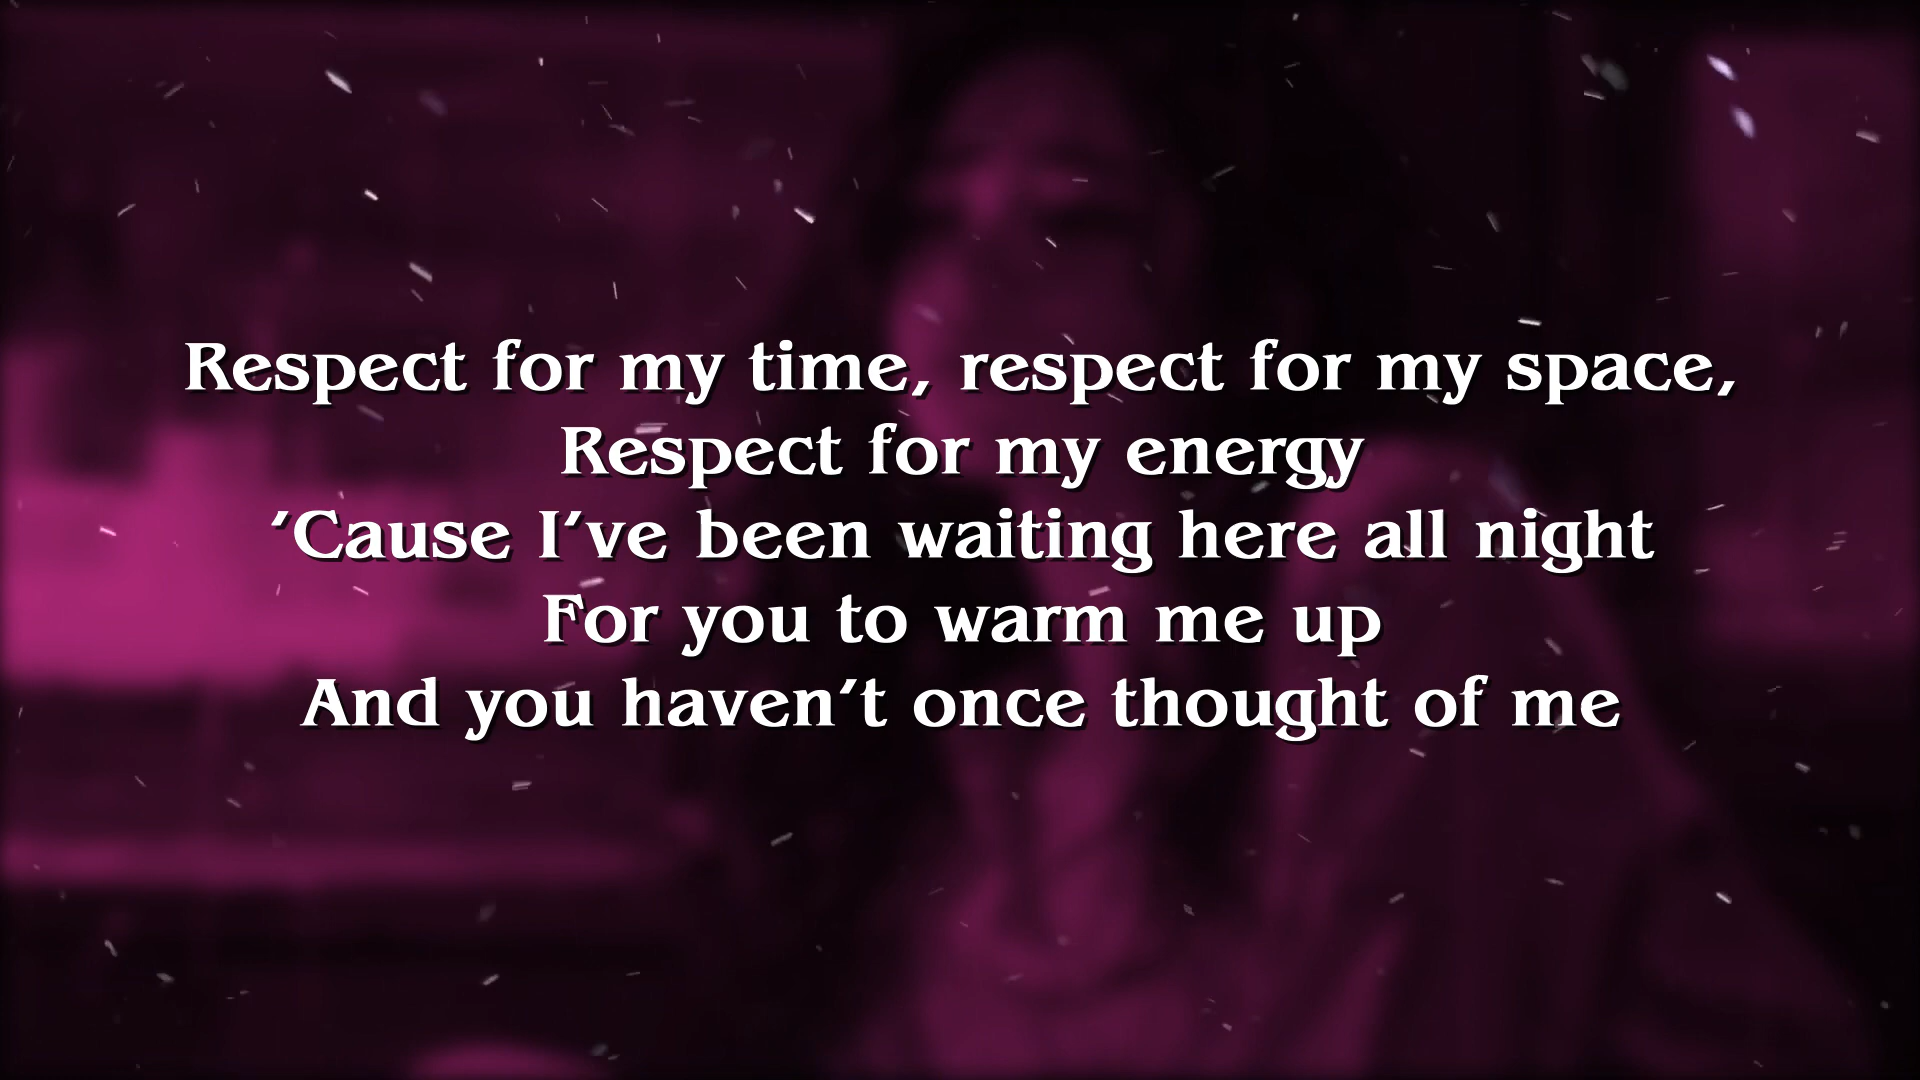 Respect for my time, respect for my space,
Respect for my energy
’Cause I’ve been waiting here all night
For you to warm me up
And you haven’t once thought of me